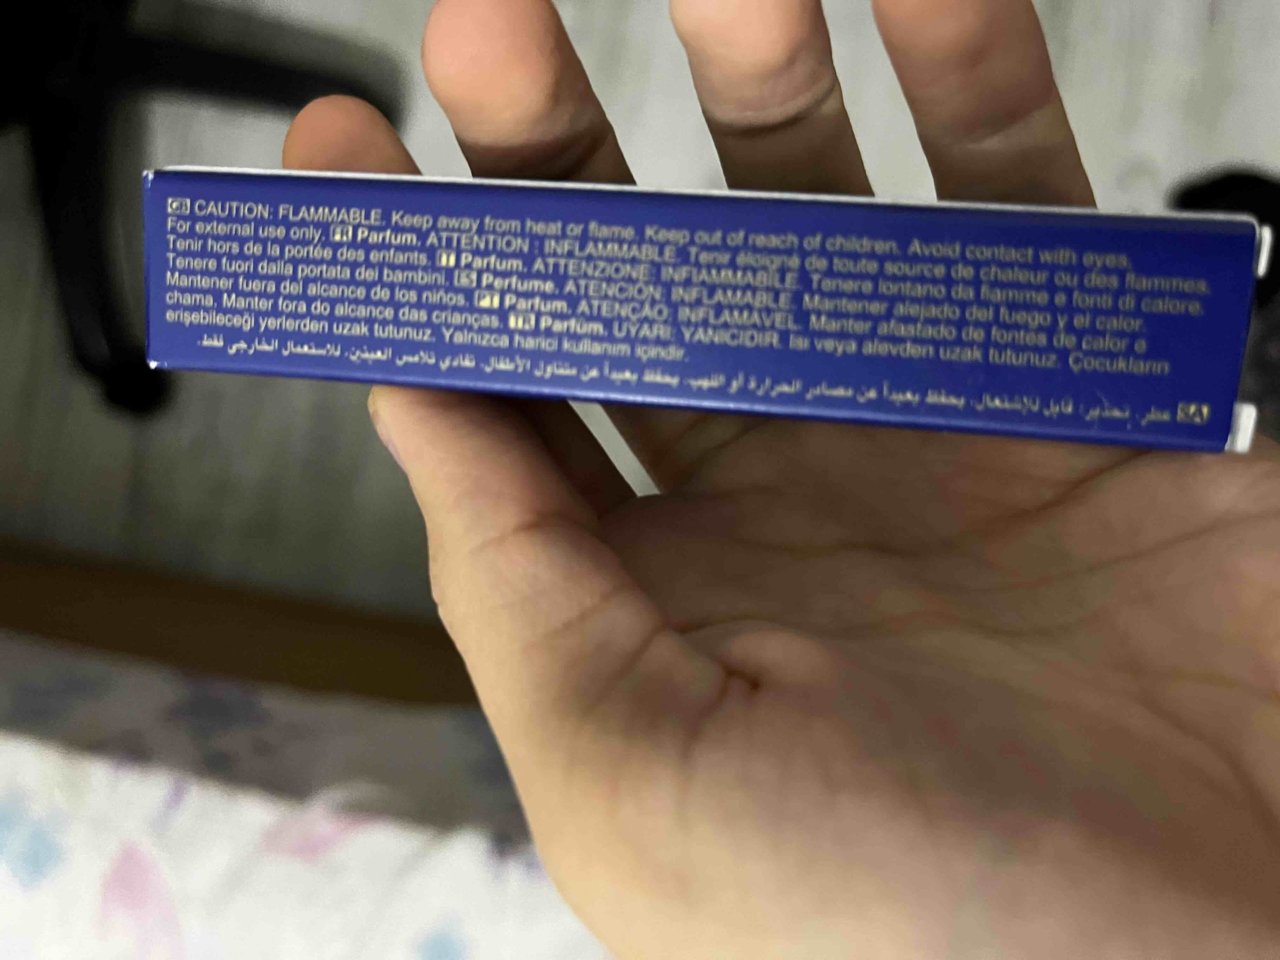 GB CAUTION: FLAMMABLE. Keep away from heat or flame. Keep out of reach of children. Avoid contact with eyes.
For external use only. FR Parfum. ATTENTION : INFLAMMABLE. Tenir éloigné de toute source de chaleur ou des flammes.
Tenir hors de la portée des enfants. IT Parfum. ATTENZIONE: INFIAMMABILE. Tenere lontano da fiamme e fonti di calore.
Tenere fuori dalla portata dei bambini. ES Perfume. ATENCIÓN: INFLAMABLE. Mantener alejado del fuego y el calor.
Mantener fuera del alcance de los niños. PT Parfum. ATENÇÃO: INFLAMÁVEL. Manter afastado de fontes de calor e
chama, Manter fora do alcance das crianças. TR Parfüm. UYARI: YANICIDIR. Isı veya alevden uzak tutunuz. Çocukların
erişebileceği yerlerden uzak tutunuz. Yalnızca harici kullanım içindir.
SA عطر. تحذير: قابل للإشتعال. يحفظ بعيداً عن مصادر الحرارة أو اللهب. يحفظ بعيداً عن متناول الأطفال. تفادي تلامس العينين. للاستعمال الخارجي فقط.